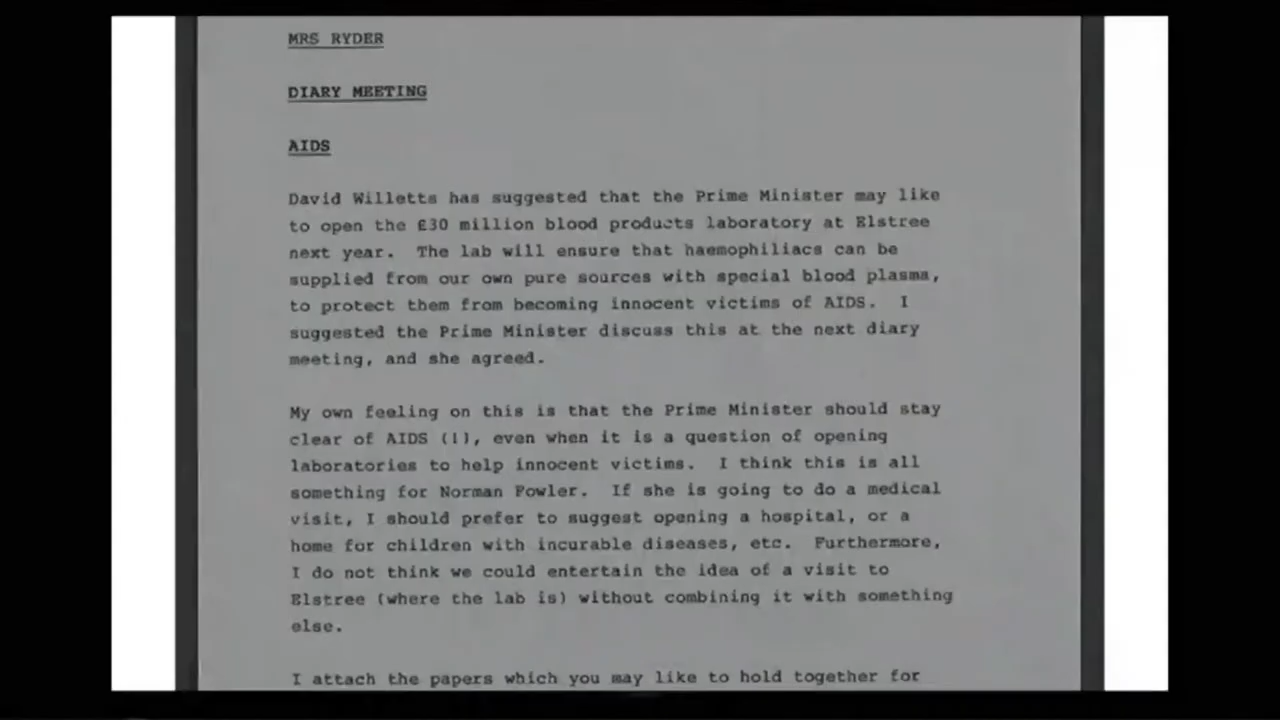 MRS RYDER
DIARY MEETING
AIDS
David Willetts has suggested that the Prime Minister may like
to open the £30 million blood products laboratory at Elstree
next year. The lab will ensure that haemophiliacs can be
supplied from our own pure sources with special blood plasma,
to protect them from becoming innocent victims of AIDS. I
suggested the Prime Minister discuss this at the next diary
meeting, and she agreed.
My own feeling on this is that the Prime Minister should stay
clear of AIDS (!), even when it is a question of opening
laboratories to help innocent victims. I think this is all
something for Norman Fowler. If she is going to do a medical
visit, I should prefer to suggest opening a hospital, or a
home for children with incurable diseases, etc. Furthermore,
I do not think we could entertain the idea of a visit to
Elstree (where the lab is) without combining it with something
else.
I attach the papers which you may like to hold together for